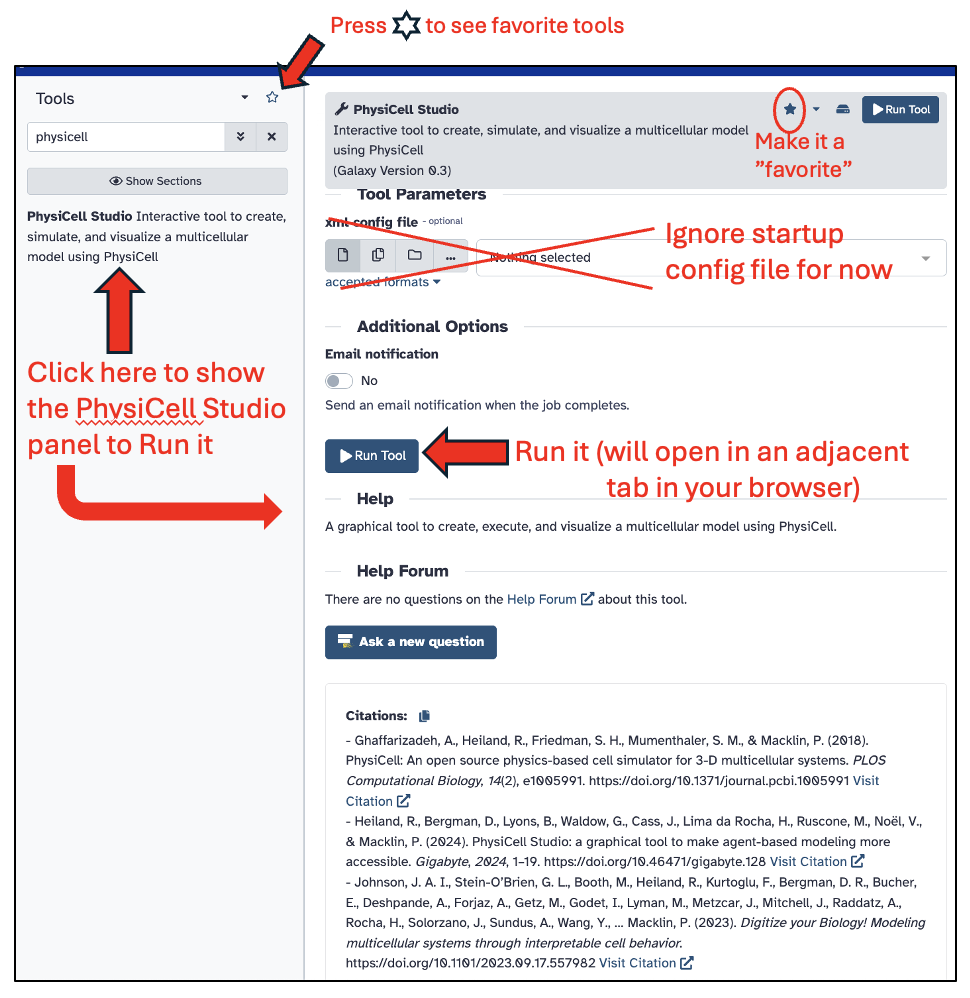 Press to see favorite tools
Tools
physicell
Show Sections
PhysiCell Studio Interactive tool to create,
simulate, and visualize a multicellular
model using PhysiCell
Click here to show
the PhysiCell Studio
panel to Run it
PhysiCell Studio
Run Tool
Interactive tool to create, simulate, and visualize a multicellular model
using PhysiCell
(Galaxy Version 0.3)
Make it a
”favorite”
Tool Parameters
xml config file - optional
Nothing selected
accepted formats
Ignore startup
config file for now
Additional Options
Email notification
No
Send an email notification when the job completes.
Run Tool
Run it (will open in an adjacent
tab in your browser)
Help
A graphical tool to create, execute, and visualize a multicellular model using PhysiCell.
Help Forum
There are no questions on the Help Forum about this tool.
Ask a new question
Citations:
- Ghaffarizadeh, A., Heiland, R., Friedman, S. H., Mumenthaler, S. M., & Macklin, P. (2018).
PhysiCell: An open source physics-based cell simulator for 3-D multicellular systems. PLOS
Computational Biology, 14(2), e1005991. https://doi.org/10.1371/journal.pcbi.1005991 Visit
Citation
- Heiland, R., Bergman, D., Lyons, B., Waldow, G., Cass, J., Lima da Rocha, H., Ruscone, M., Noël, V.,
& Macklin, P. (2024). PhysiCell Studio: a graphical tool to make agent-based modeling more
accessible. Gigabyte, 2024, 1–19. https://doi.org/10.46471/gigabyte.128 Visit Citation
- Johnson, J. A. I., Stein-O’Brien, G. L., Booth, M., Heiland, R., Kurtoglu, F., Bergman, D. R., Bucher,
E., Deshpande, A., Forjaz, A., Getz, M., Godet, I., Lyman, M., Metzcar, J., Mitchell, J., Raddatz, A.,
Rocha, H., Solorzano, J., Sundus, A., Wang, Y., … Macklin, P. (2023). Digitize your Biology! Modeling
multicellular systems through interpretable cell behavior.
https://doi.org/10.1101/2023.09.17.557982 Visit Citation